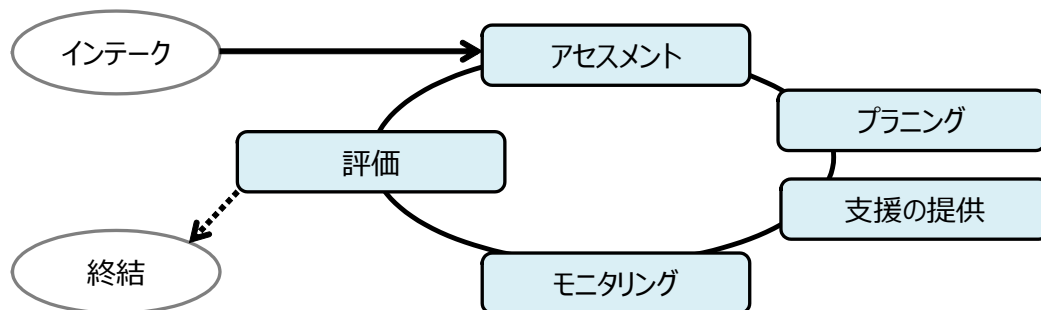 インテーク
アセスメント
プラニング
評価
支援の提供
終結
モニタリング